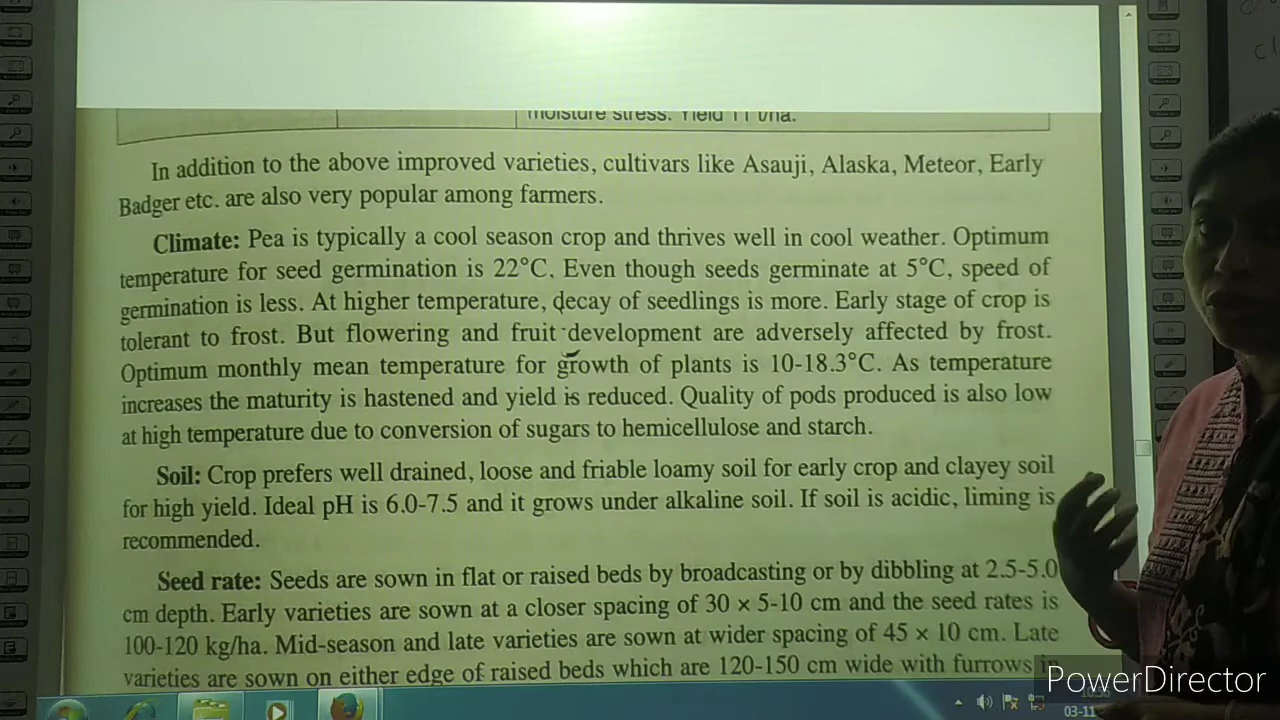 moisture stress. Yield 11 t/ha.
In addition to the above improved varieties, cultivars like Asauji, Alaska, Meteor, Early
Badger etc. are also very popular among farmers.
Climate: Pea is typically a cool season crop and thrives well in cool weather. Optimum
temperature for seed germination is 22°C. Even though seeds germinate at 5°C, speed of
germination is less. At higher temperature, decay of seedlings is more. Early stage of crop is
tolerant to frost. But flowering and fruit development are adversely affected by frost.
Optimum monthly mean temperature for growth of plants is 10-18.3°C. As temperature
increases the maturity is hastened and yield is reduced. Quality of pods produced is also low
at high temperature due to conversion of sugars to hemicellulose and starch.
Soil: Crop prefers well drained, loose and friable loamy soil for early crop and clayey soil
for high yield. Ideal pH is 6.0-7.5 and it grows under alkaline soil. If soil is acidic, liming is
recommended.
Seed rate: Seeds are sown in flat or raised beds by broadcasting or by dibbling at 2.5-5.0
cm depth. Early varieties are sown at a closer spacing of 30 × 5-10 cm and the seed rates is
100-120 kg/ha. Mid-season and late varieties are sown at wider spacing of 45 × 10 cm. Late
varieties are sown on either edge of raised beds which are 120-150 cm wide with furrows
PowerDirector
03-11